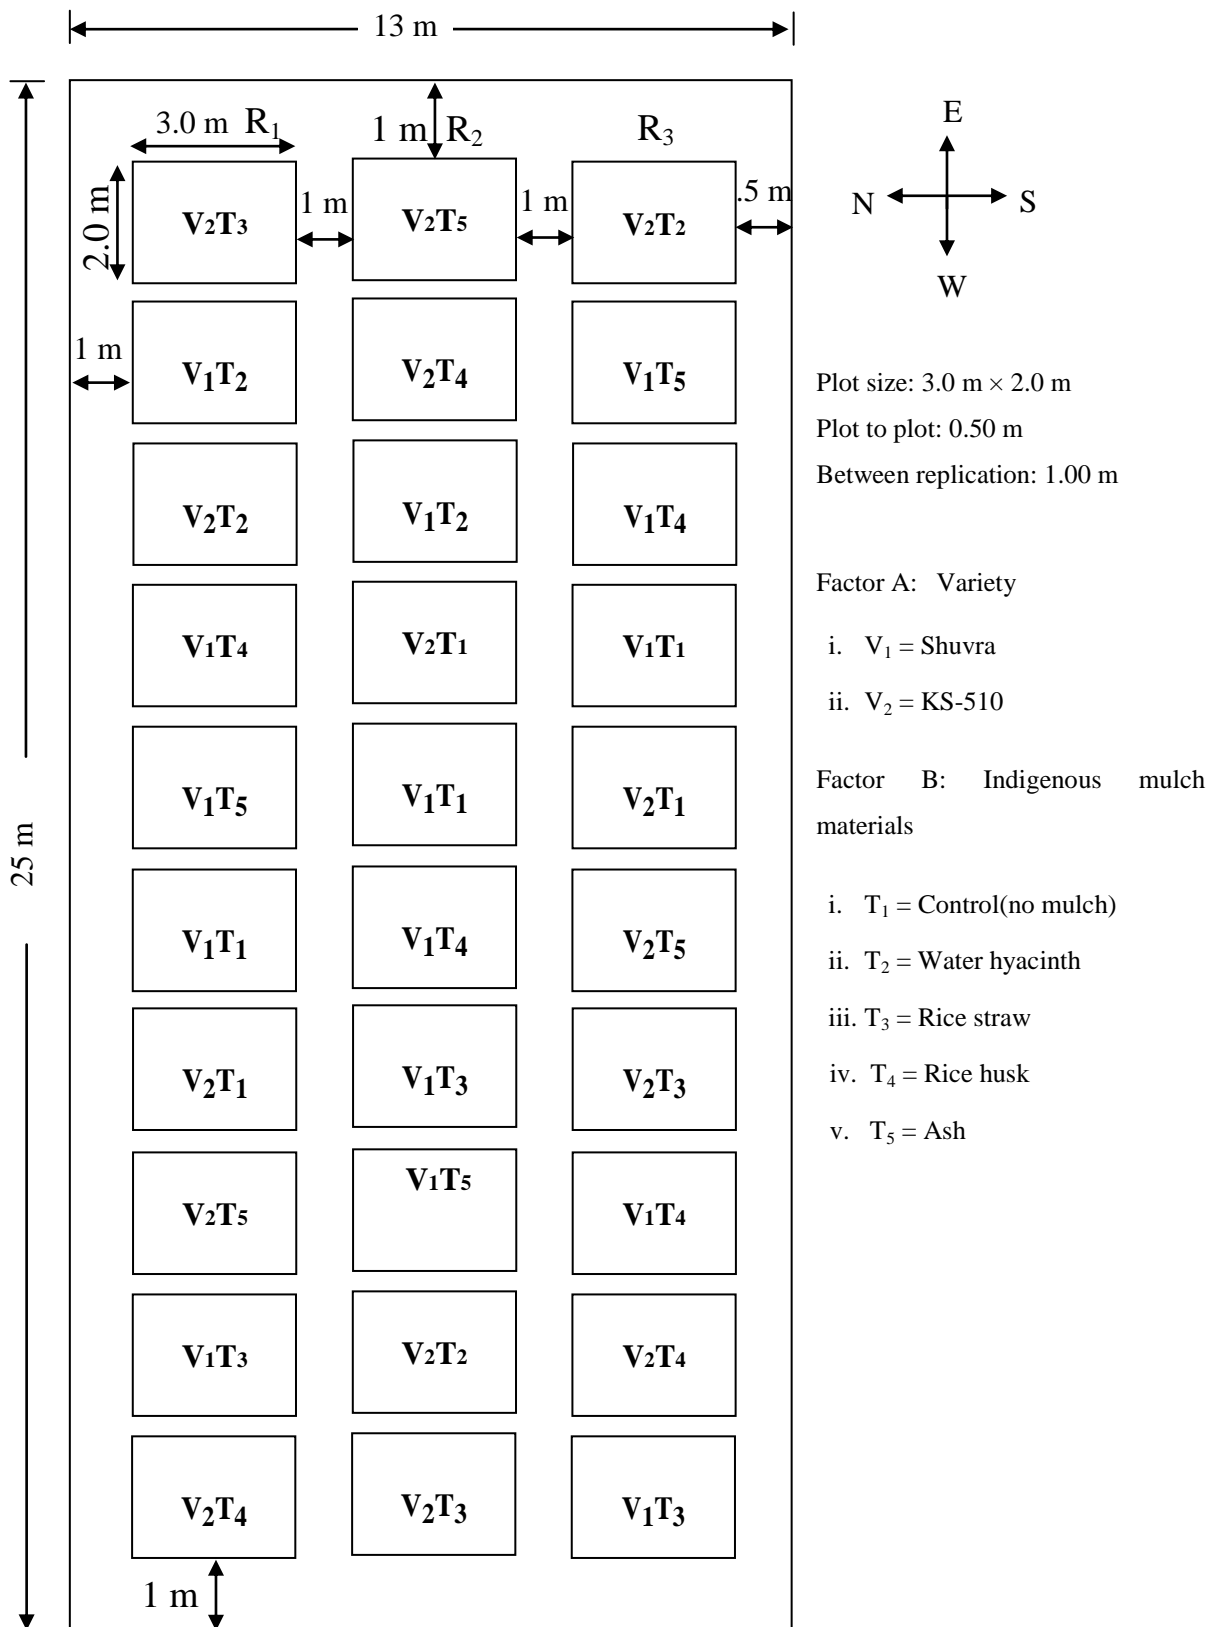 13 m
3.0 m R₁
1 m R₂
R₃
E
N S
W
2.0 m
V₂T₃
1 m
V₂T₅
1 m
V₂T₂
.5 m
1 m
V₁T₂
V₂T₄
V₁T₅
Plot size: 3.0 m × 2.0 m
Plot to plot: 0.50 m
Between replication: 1.00 m
V₂T₂
V₁T₂
V₁T₄
Factor A: Variety
i. V₁ = Shuvra
ii. V₂ = KS-510
V₁T₄
V₂T₁
V₁T₁
Factor B: Indigenous mulch
materials
V₁T₅
V₁T₁
V₂T₁
25 m
V₁T₁
V₁T₄
V₂T₅
i. T₁ = Control(no mulch)
ii. T₂ = Water hyacinth
iii. T₃ = Rice straw
iv. T₄ = Rice husk
v. T₅ = Ash
V₂T₁
V₁T₃
V₂T₃
V₂T₅
V₁T₅
V₁T₄
V₁T₃
V₂T₂
V₂T₄
V₂T₄
V₂T₃
V₁T₃
1 m